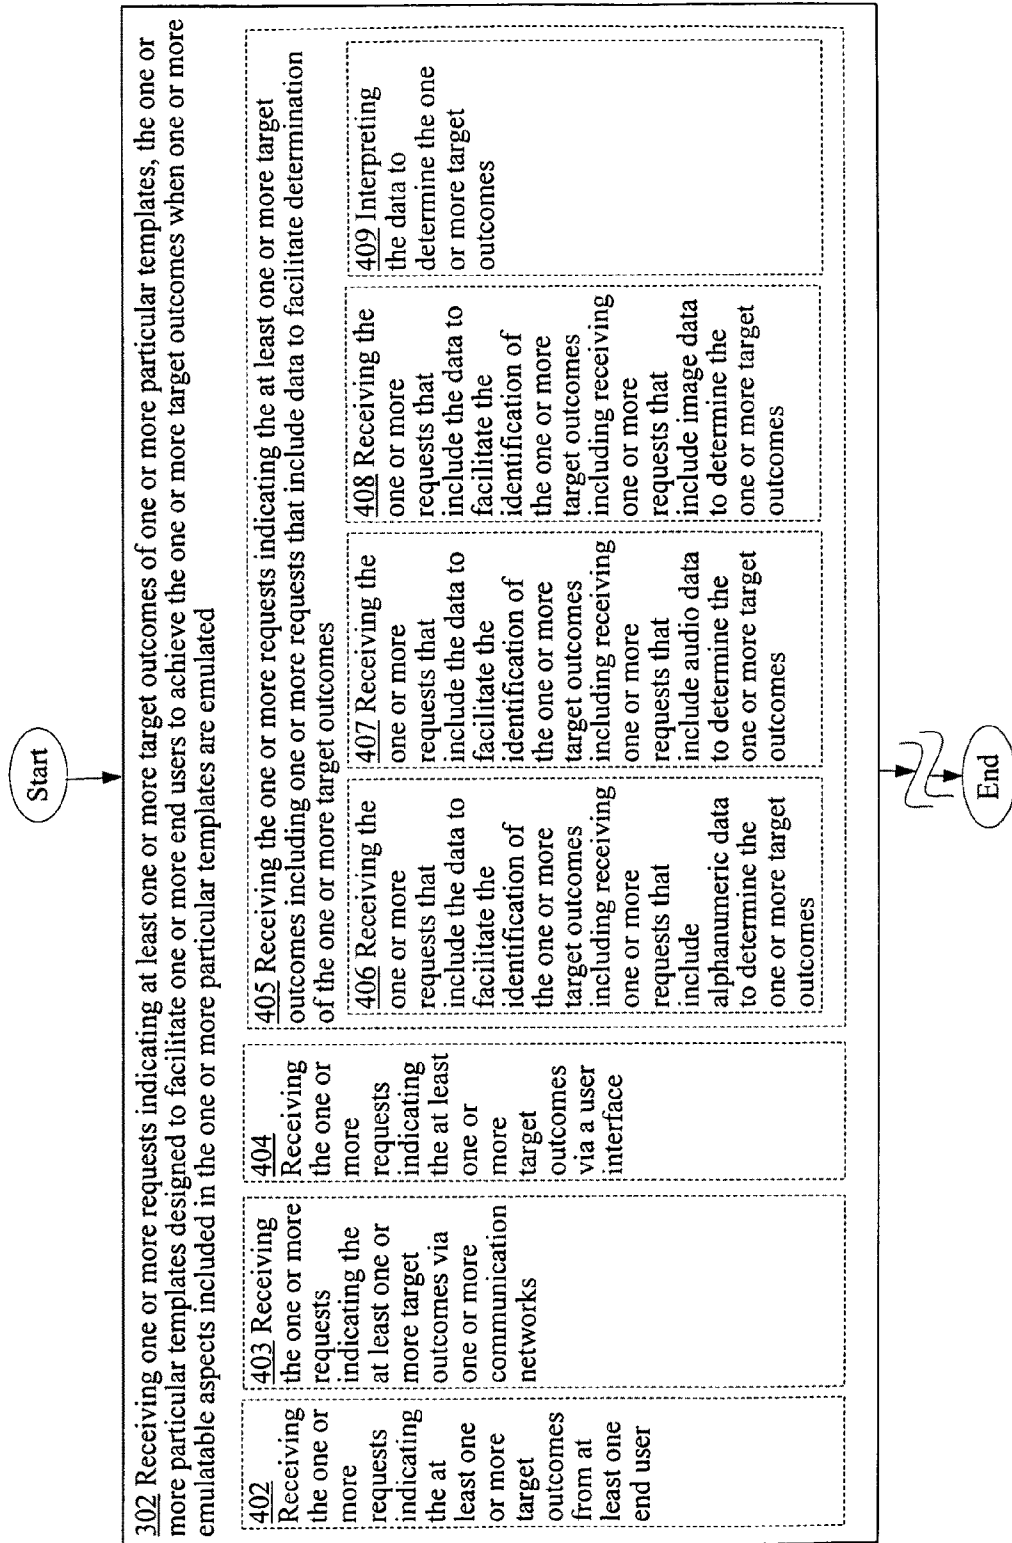 Start
302 Receiving one or more requests indicating at least one or more target outcomes of one or more particular templates, the one or
more particular templates designed to facilitate one or more end users to achieve the one or more target outcomes when one or more
emulatable aspects included in the one or more particular templates are emulated
402
Receiving
the one or
more
requests
indicating
the at
least one
or more
target
outcomes
from at
least one
end user
403 Receiving
the one or more
requests
indicating the
at least one or
more target
outcomes via
one or more
communication
networks
404
Receiving
the one or
more
requests
indicating
the at least
one or
more
target
outcomes
via a user
interface
405 Receiving the one or more requests indicating the at least one or more target
outcomes including one or more requests that include data to facilitate determination
of the one or more target outcomes
406 Receiving the
one or more
requests that
include the data to
facilitate the
identification of
the one or more
target outcomes
including receiving
one or more
requests that
include
alphanumeric data
to determine the
one or more target
outcomes
407 Receiving the
one or more
requests that
include the data to
facilitate the
identification of
the one or more
target outcomes
including receiving
one or more
requests that
include audio data
to determine the
one or more target
outcomes
408 Receiving the
one or more
requests that
include the data to
facilitate the
identification of
the one or more
target outcomes
including receiving
one or more
requests that
include image data
to determine the
one or more target
outcomes
409 Interpreting
the data to
determine the one
or more target
outcomes
End